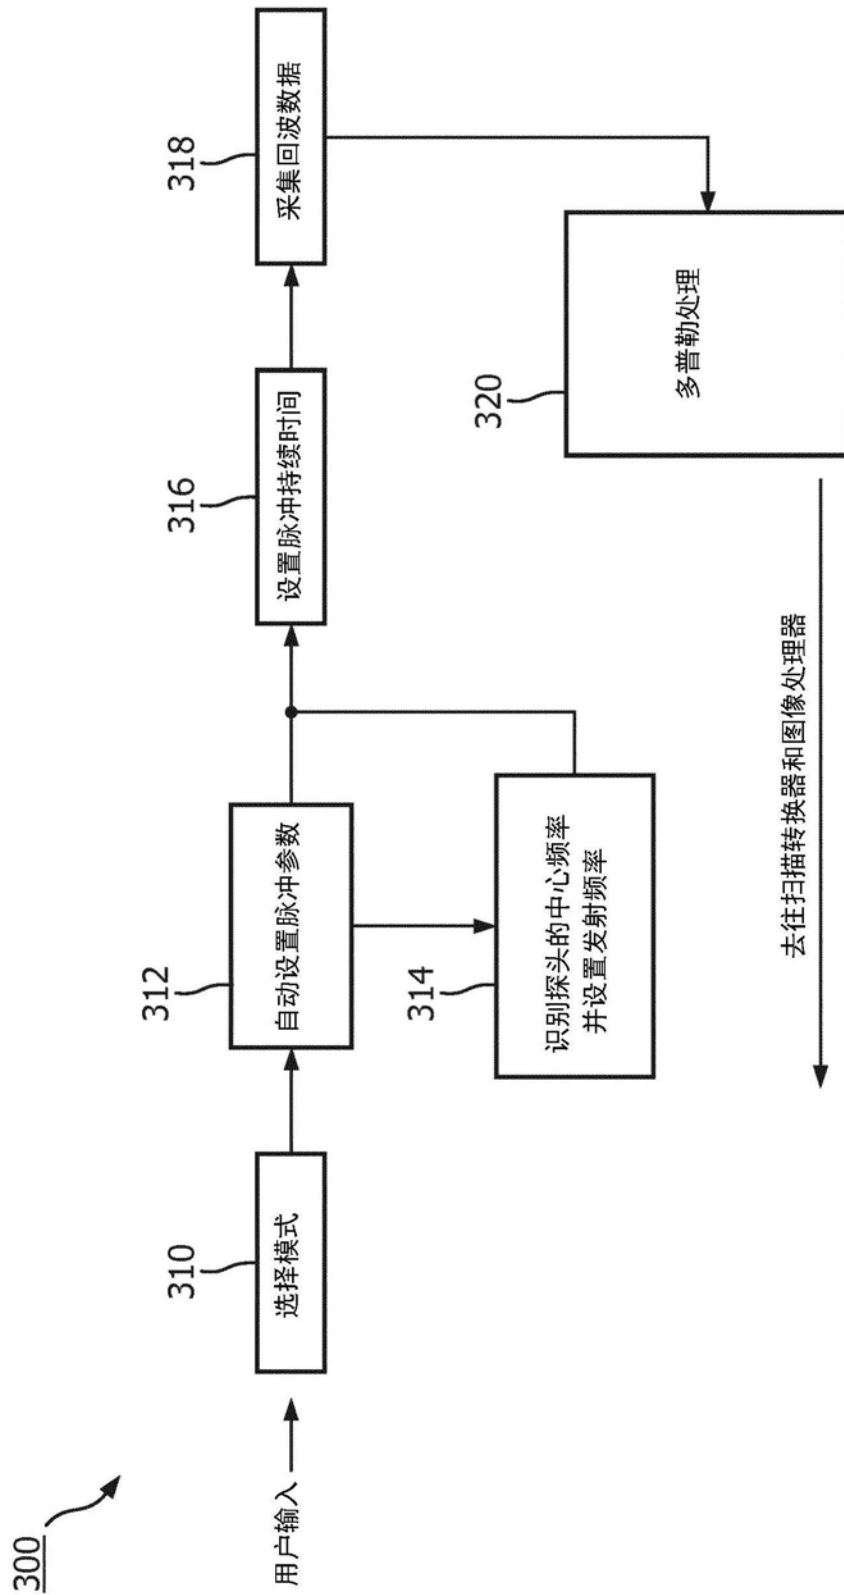 300
用户输入
310
选择模式
312
自动设置脉冲参数
314
识别探头的中心频率
并设置发射频率
316
设置脉冲持续时间
318
采集回波数据
320
多普勒处理
去往扫描转换器和图像处理器